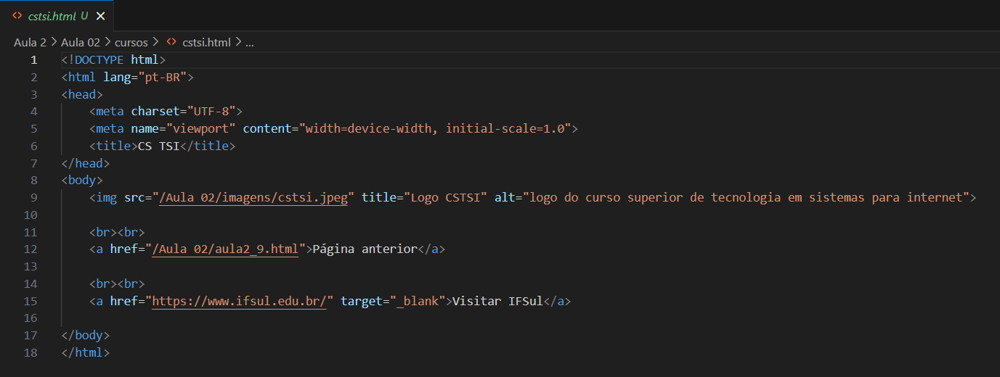 cstsi.html U
Aula 2 > Aula 02 > cursos > cstsi.html > ...
1 <!DOCTYPE html>
2 <html lang="pt-BR">
3 <head>
4 <meta charset="UTF-8">
5 <meta name="viewport" content="width=device-width, initial-scale=1.0">
6 <title>CS TSI</title>
7 </head>
8 <body>
9 <img src="/Aula 02/imagens/cstsi.jpeg" title="Logo CSTSI" alt="logo do curso superior de tecnologia em sistemas para internet">
10
11 <br><br>
12 <a href="/Aula 02/aula2_9.html">Página anterior</a>
13
14 <br><br>
15 <a href="https://www.ifsul.edu.br/" target="_blank">Visitar IFSul</a>
16
17 </body>
18 </html>